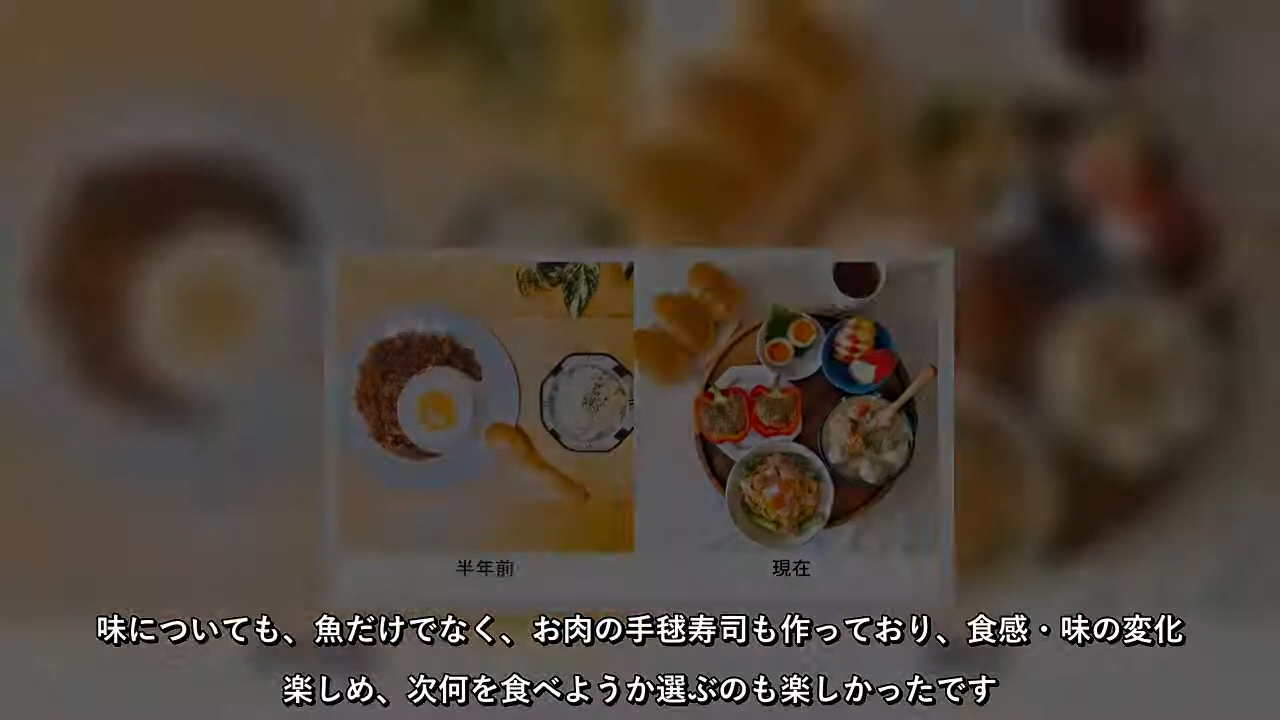 半年前
現在
味についても、魚だけでなく、お肉の手毬寿司も作っており、食感・味の変化
楽しめ、次何を食べようか選ぶのも楽しかったです